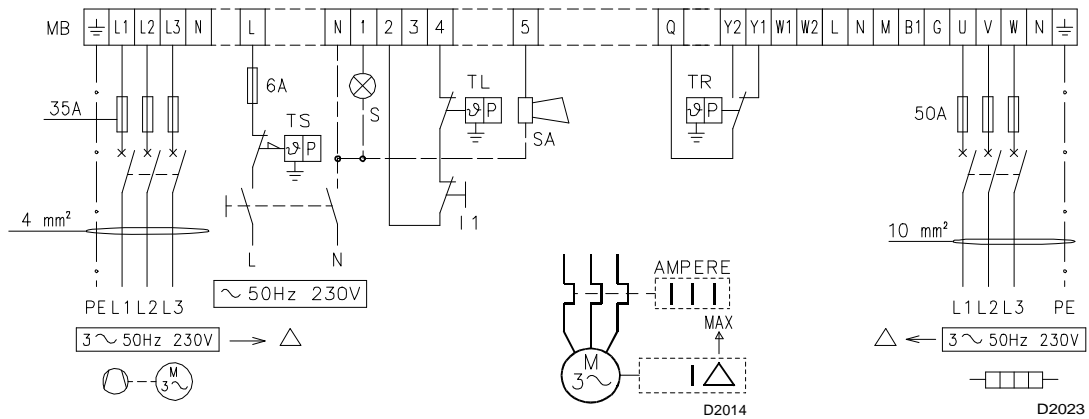 MB ⏚ L1 L2 L3 N L N 1 2 3 4 5 Q Y2 Y1 W1 W2 L N M B1 G U V W N ⏚
35A
6A
TS
ϑ P
S
TL
ϑ P
SA
TR
ϑ P
50A
I1
4 mm²
10 mm²
L N
~ 50Hz 230V
PE L1 L2 L3
3~ 50Hz 230V → △
M
3~
AMPERE
MAX
M
3~
I △
D2014
L1 L2 L3 PE
△ ← 3~ 50Hz 230V
D2023